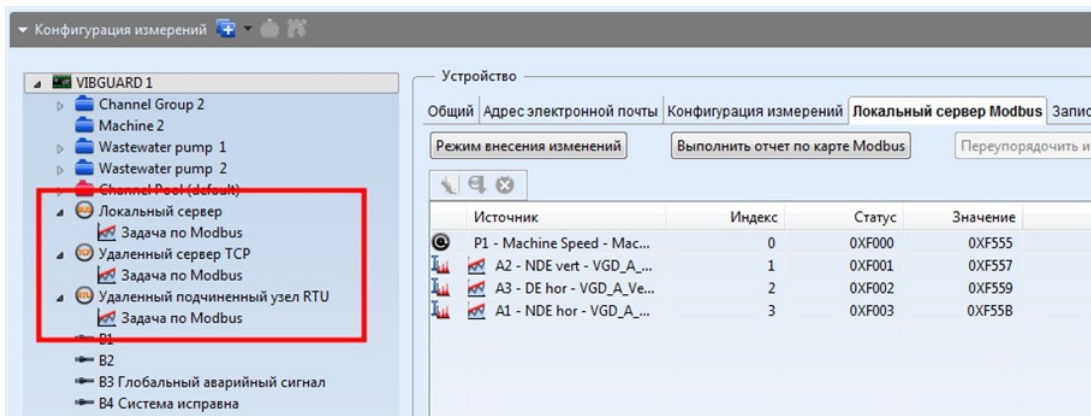 Конфигурация измерений
VIBGUARD 1
Channel Group 2
Machine 2
Wastewater pump 1
Wastewater pump 2
Channel Pool (default)
Локальный сервер
Задача по Modbus
Удаленный сервер TCP
Задача по Modbus
Удаленный подчиненный узел RTU
Задача по Modbus
B1
B2
B3 Глобальный аварийный сигнал
B4 Система исправна
Устройство
Общий Адрес электронной почты Конфигурация измерений Локальный сервер Modbus Запис
Режим внесения изменений Выполнить отчет по карте Modbus Переупорядочить и
Источник Индекс Статус Значение
P1 - Machine Speed - Mac... 0 0XF000 0XF555
A2 - NDE vert - VGD_A_... 1 0XF001 0XF557
A3 - DE hor - VGD_A_Ve... 2 0XF002 0XF559
A1 - NDE hor - VGD_A_... 3 0XF003 0XF55B